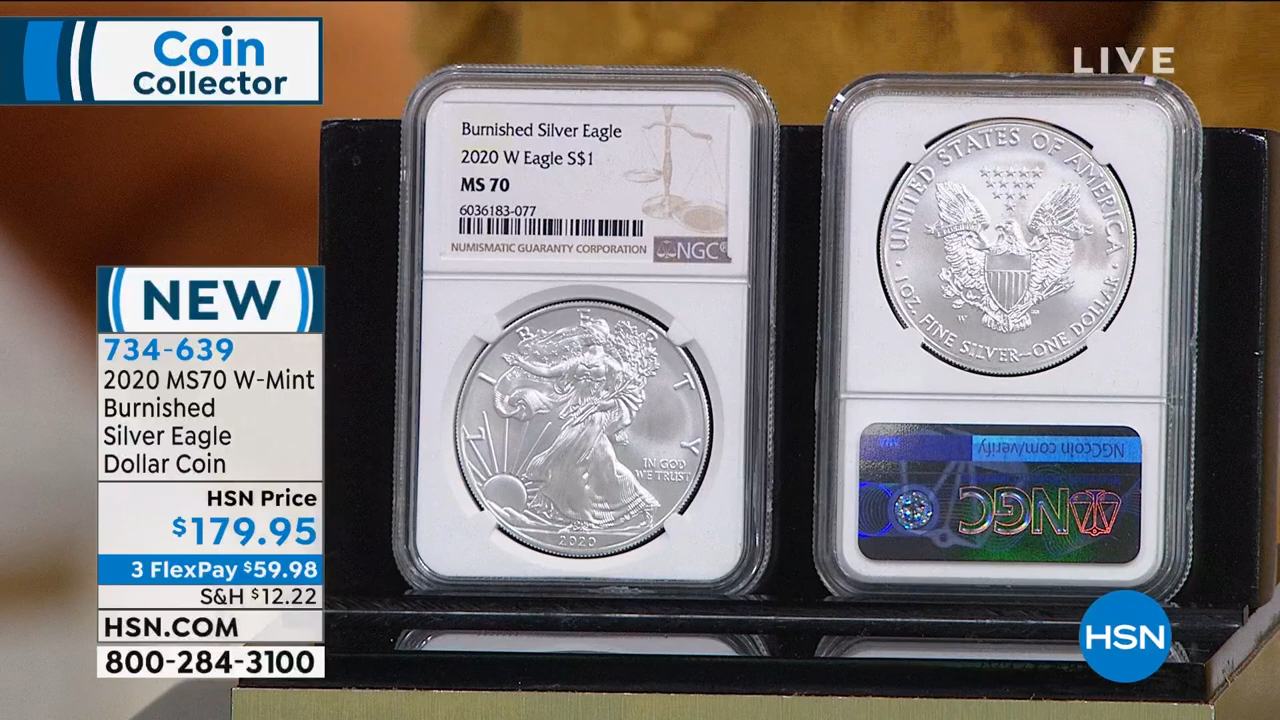 Coin
Collector
LIVE
NEW
734-639
2020 MS70 W-Mint
Burnished
Silver Eagle
Dollar Coin
HSN Price
$179.95
3 FlexPay $59.98
S&H $12.22
HSN.COM
800-284-3100
Burnished Silver Eagle
2020 W Eagle S$1
MS 70
6036183-077
NUMISMATIC GUARANTY CORPORATION
NGC
LIBERTY
IN GOD
WE TRUST
2020
UNITED STATES OF AMERICA
1 OZ. FINE SILVER~ONE DOLLAR
W
NGCcoin.com/verify
NGC
HSN